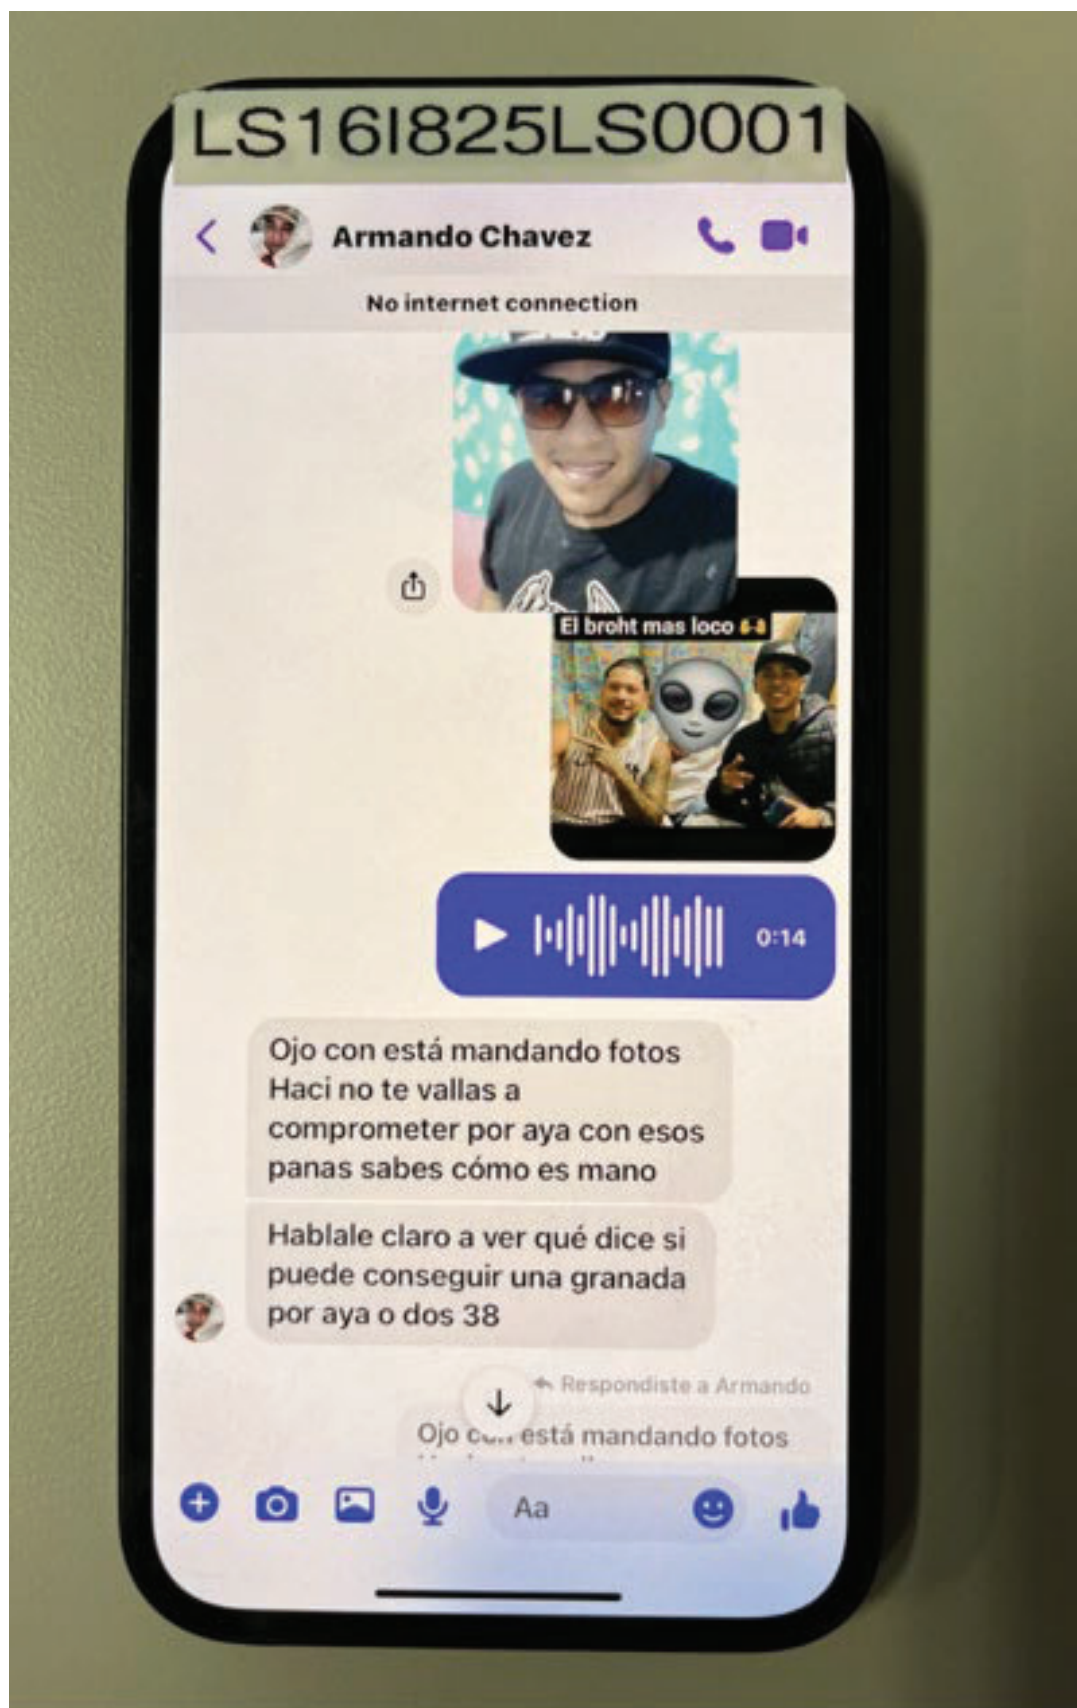 LS16I825LS0001
Armando Chavez
No internet connection
El broht mas loco
0:14
Ojo con está mandando fotos
Haci no te vallas a
comprometer por aya con esos
panas sabes cómo es mano
Hablale claro a ver qué dice si
puede conseguir una granada
por aya o dos 38
Respondiste a Armando
Ojo con está mandando fotos
Aa